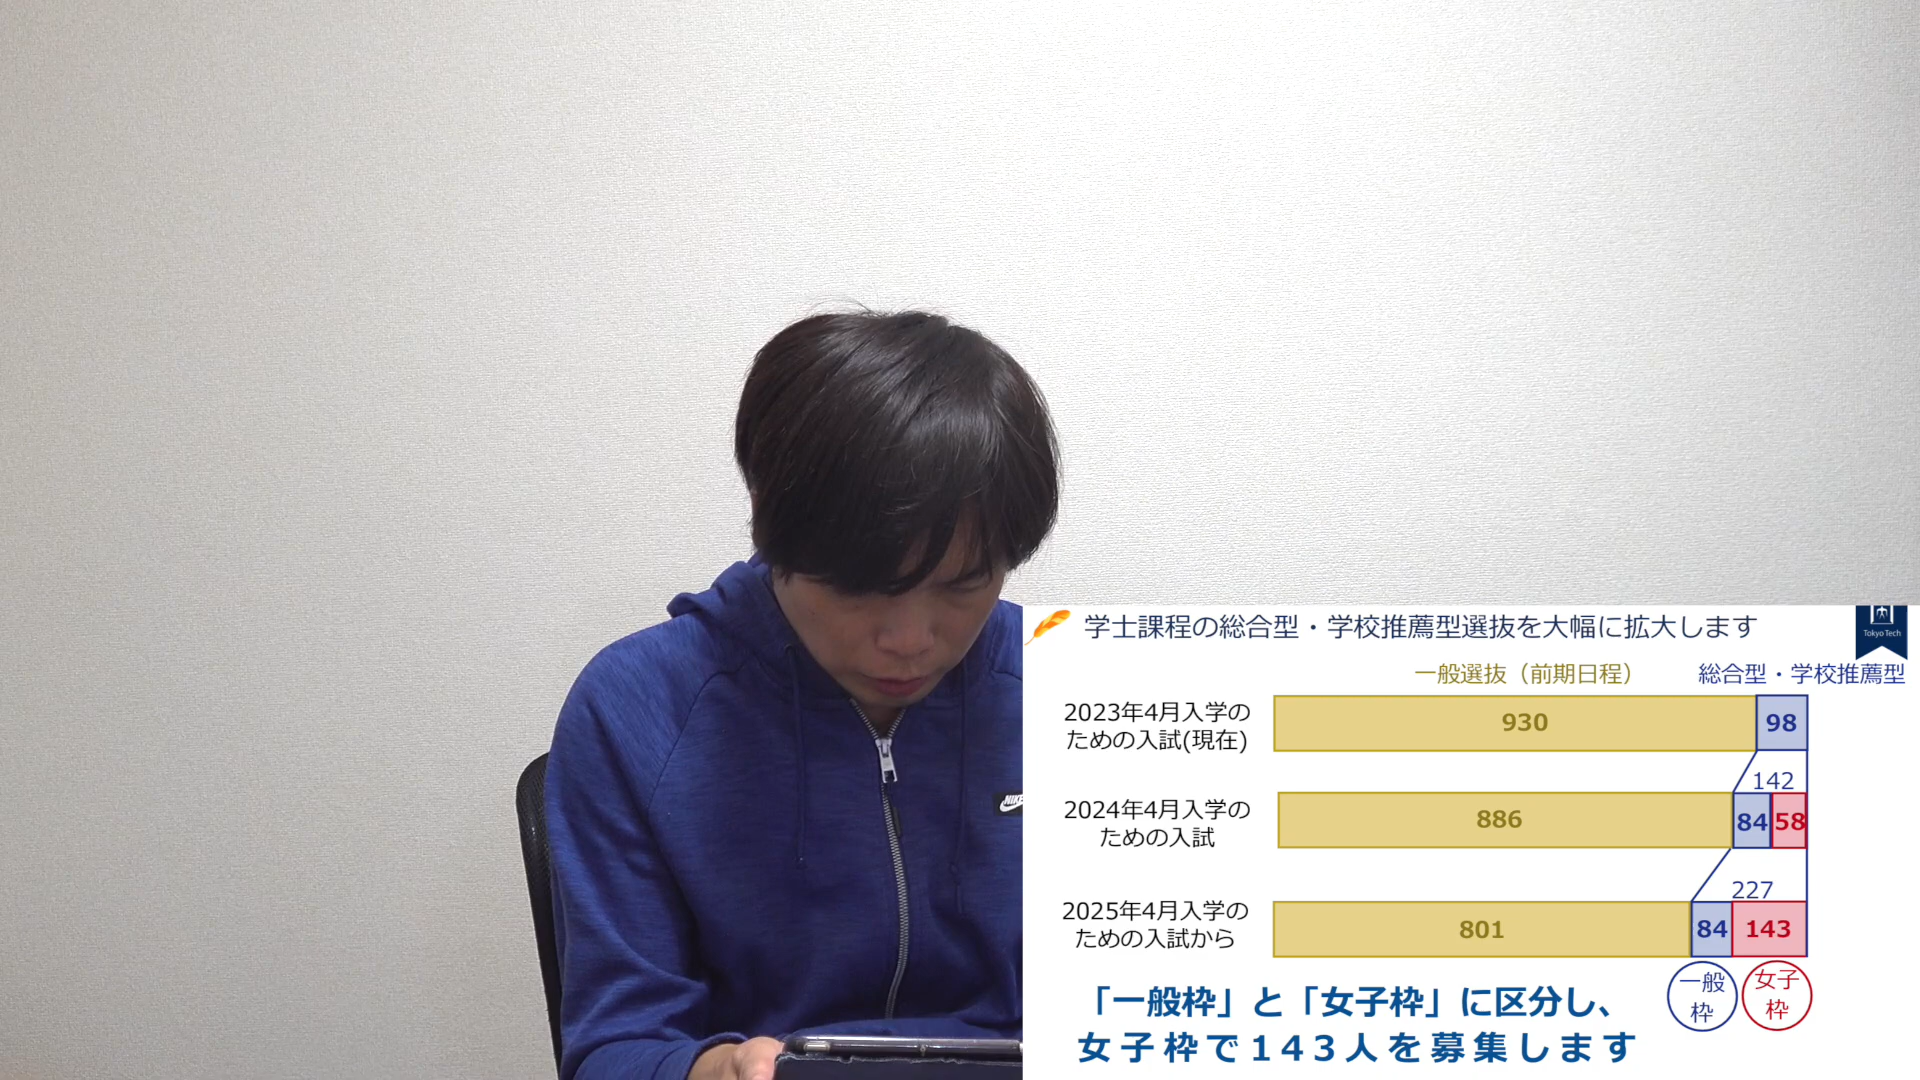 学士課程の総合型・学校推薦型選抜を大幅に拡大します
Tokyo Tech
一般選抜（前期日程）
総合型・学校推薦型
2023年4月入学の
ための入試(現在)
930
98
142
2024年4月入学の
ための入試
886
84
58
227
2025年4月入学の
ための入試から
801
84
143
一般
枠
女子
枠
「一般枠」と「女子枠」に区分し、
女子枠で143人を募集します
NIKE